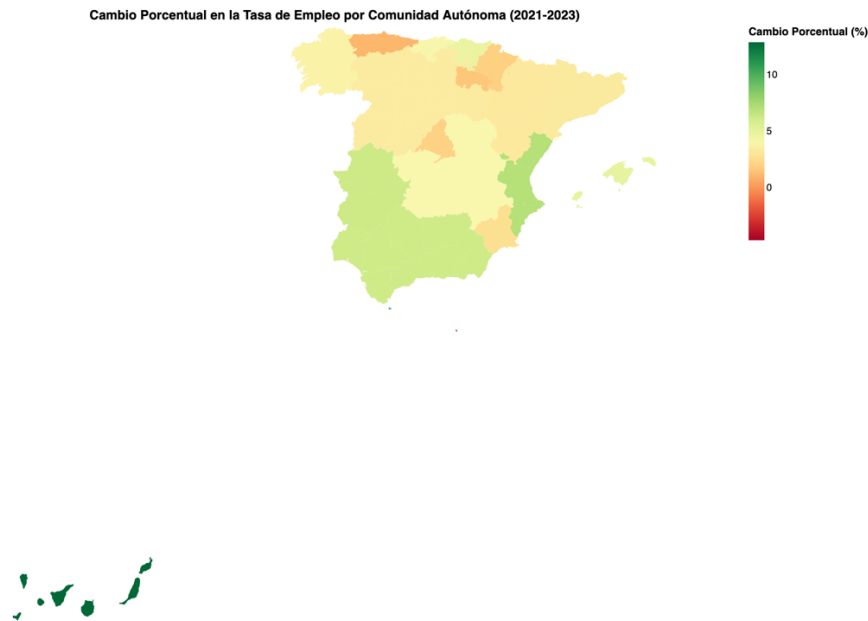 Cambio Porcentual en la Tasa de Empleo por Comunidad Autónoma (2021-2023)
Cambio Porcentual (%)
10
5
0